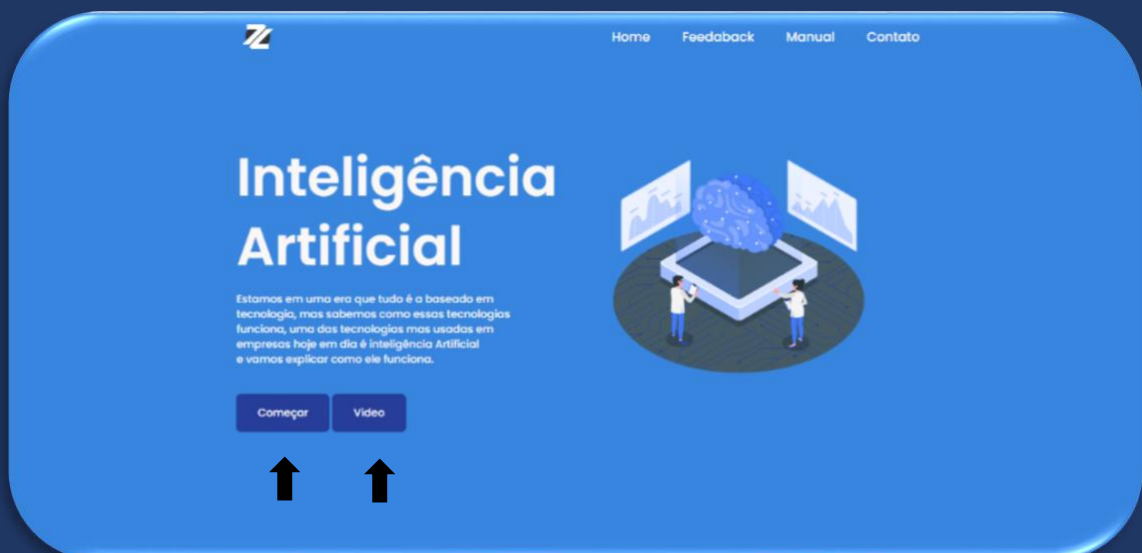 Home Feedaback Manual Contato
Inteligência
Artificial
Estamos em uma era que tudo é a baseado em
tecnologia, mas sabemos como essas tecnologias
funciona, uma das tecnologias mas usadas em
empresas hoje em dia é inteligência Artificial
e vamos explicar como ele funciona.
Começar Video